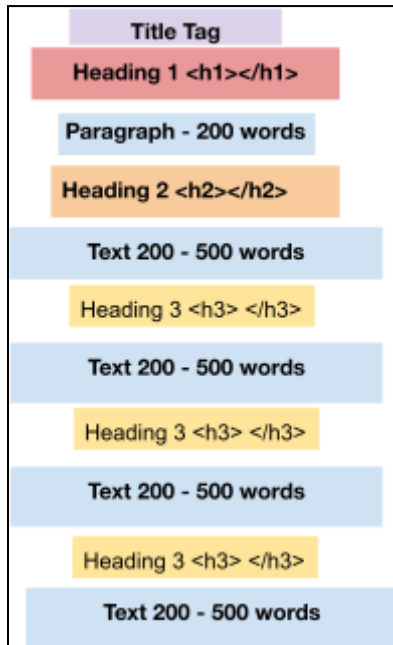 Title Tag
Heading 1 <h1></h1>
Paragraph - 200 words
Heading 2 <h2></h2>
Text 200 - 500 words
Heading 3 <h3> </h3>
Text 200 - 500 words
Heading 3 <h3> </h3>
Text 200 - 500 words
Heading 3 <h3> </h3>
Text 200 - 500 words